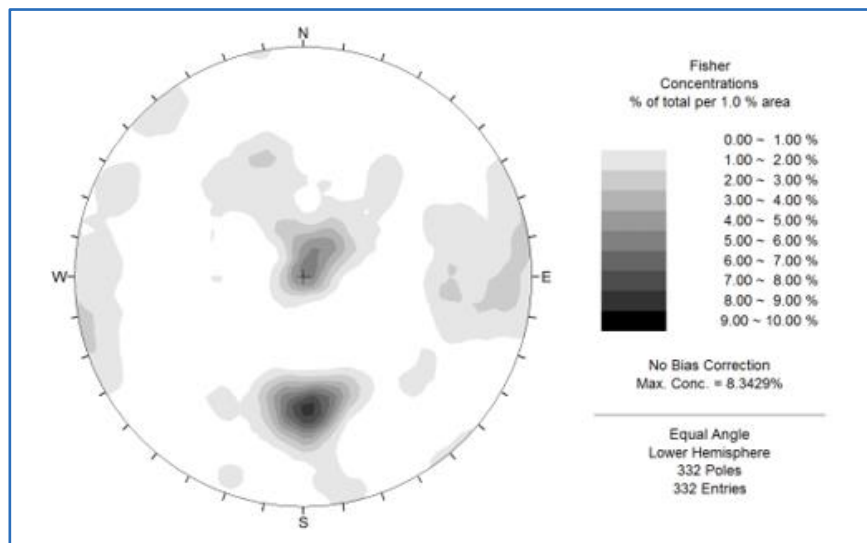 N
W
E
S
Fisher
Concentrations
% of total per 1.0 % area
0.00 ~ 1.00 %
1.00 ~ 2.00 %
2.00 ~ 3.00 %
3.00 ~ 4.00 %
4.00 ~ 5.00 %
5.00 ~ 6.00 %
6.00 ~ 7.00 %
7.00 ~ 8.00 %
8.00 ~ 9.00 %
9.00 ~ 10.00 %
No Bias Correction
Max. Conc. = 8.3429%
Equal Angle
Lower Hemisphere
332 Poles
332 Entries